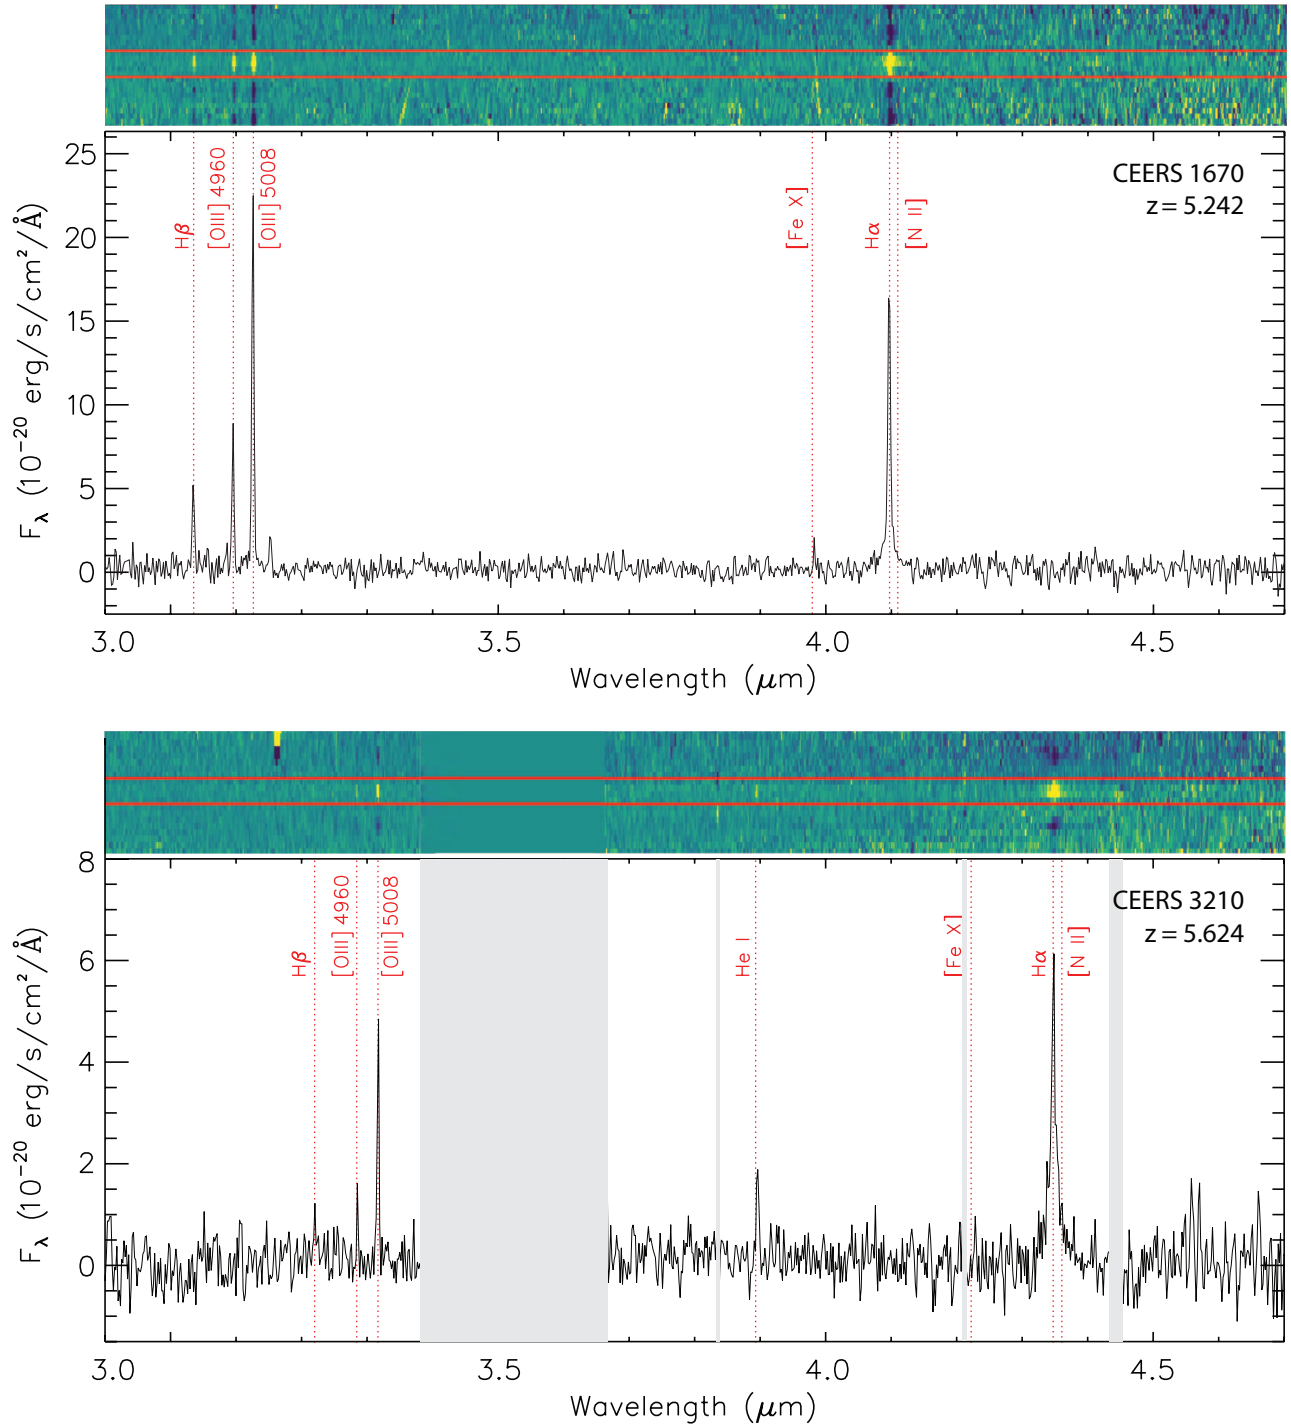 CEERS 1670
z = 5.242
Hβ
[OIII] 4960
[OIII] 5008
[Fe X]
Hα
[N II]
25
20
15
10
5
0
F_λ (10⁻²⁰ erg/s/cm²/Å)
3.0 3.5 4.0 4.5
Wavelength (μm)
CEERS 3210
z = 5.624
Hβ
[OIII] 4960
[OIII] 5008
He I
[Fe X]
Hα
[N II]
8
6
4
2
0
F_λ (10⁻²⁰ erg/s/cm²/Å)
3.0 3.5 4.0 4.5
Wavelength (μm)